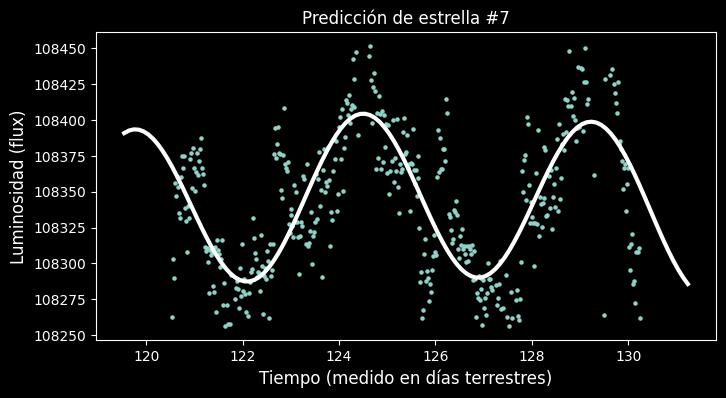 Predicción de estrella #7
Luminosidad (flux)
108450
108425
108400
108375
108350
108325
108300
108275
108250
120 122 124 126 128 130
Tiempo (medido en días terrestres)